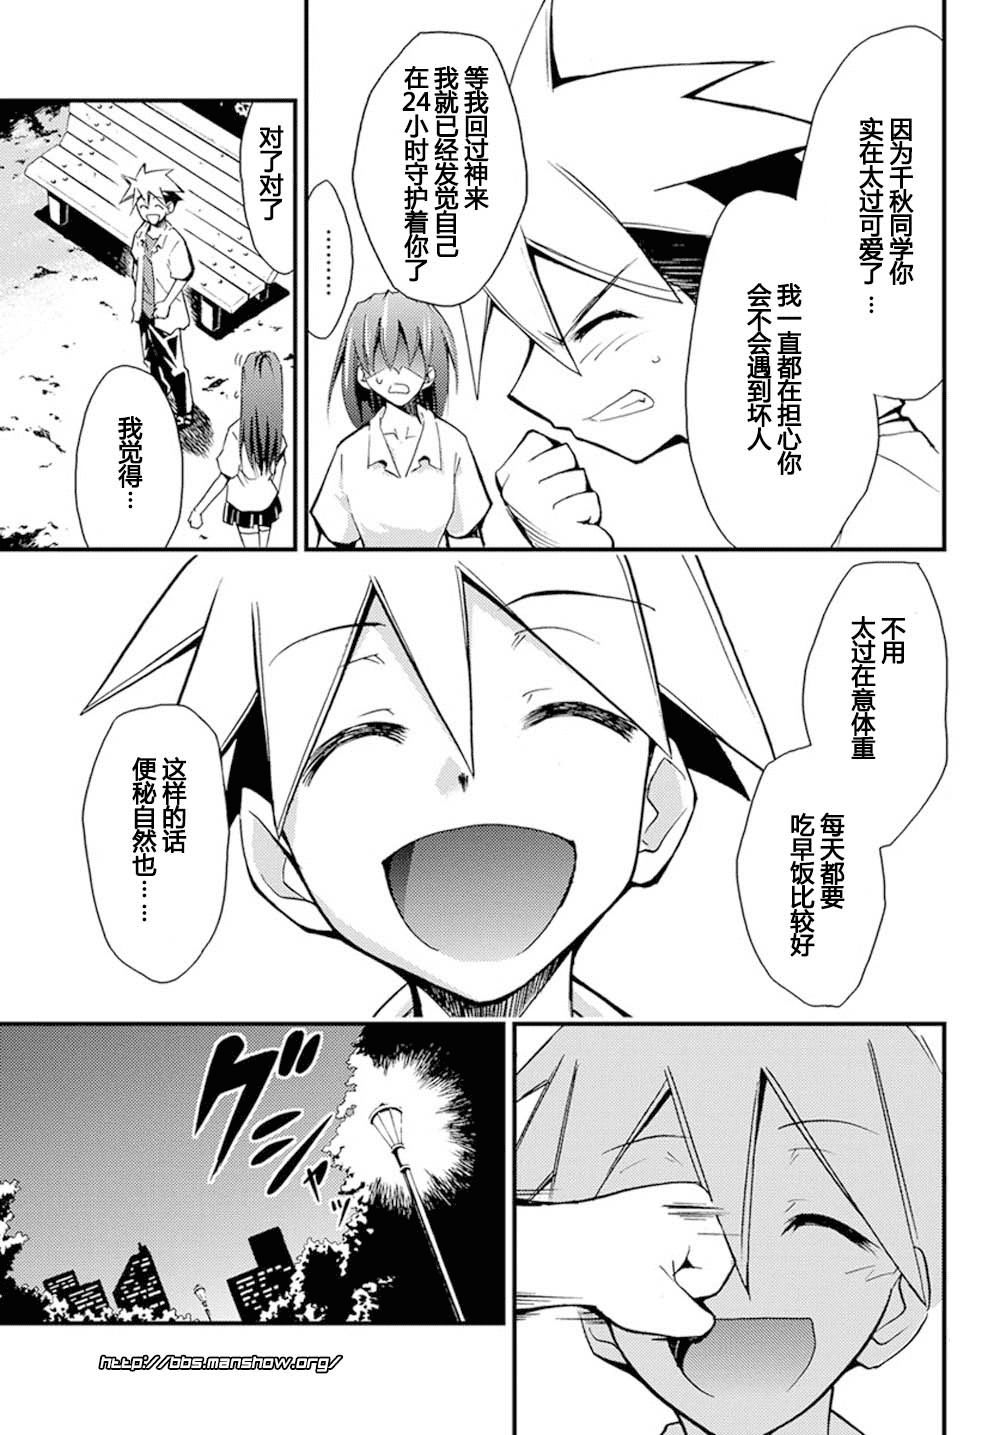 因为千秋同学你
实在太过可爱了…
我一直都在担心你
会不会遇到坏人
等我回过神来
我就已经发觉自己
在24小时守护着你了
………
对了对了
我觉得…
不用
太过在意体重
每天都要
吃早饭比较好
这样的话
便秘自然也……
グシャッ
http://bbs.manshow.org/